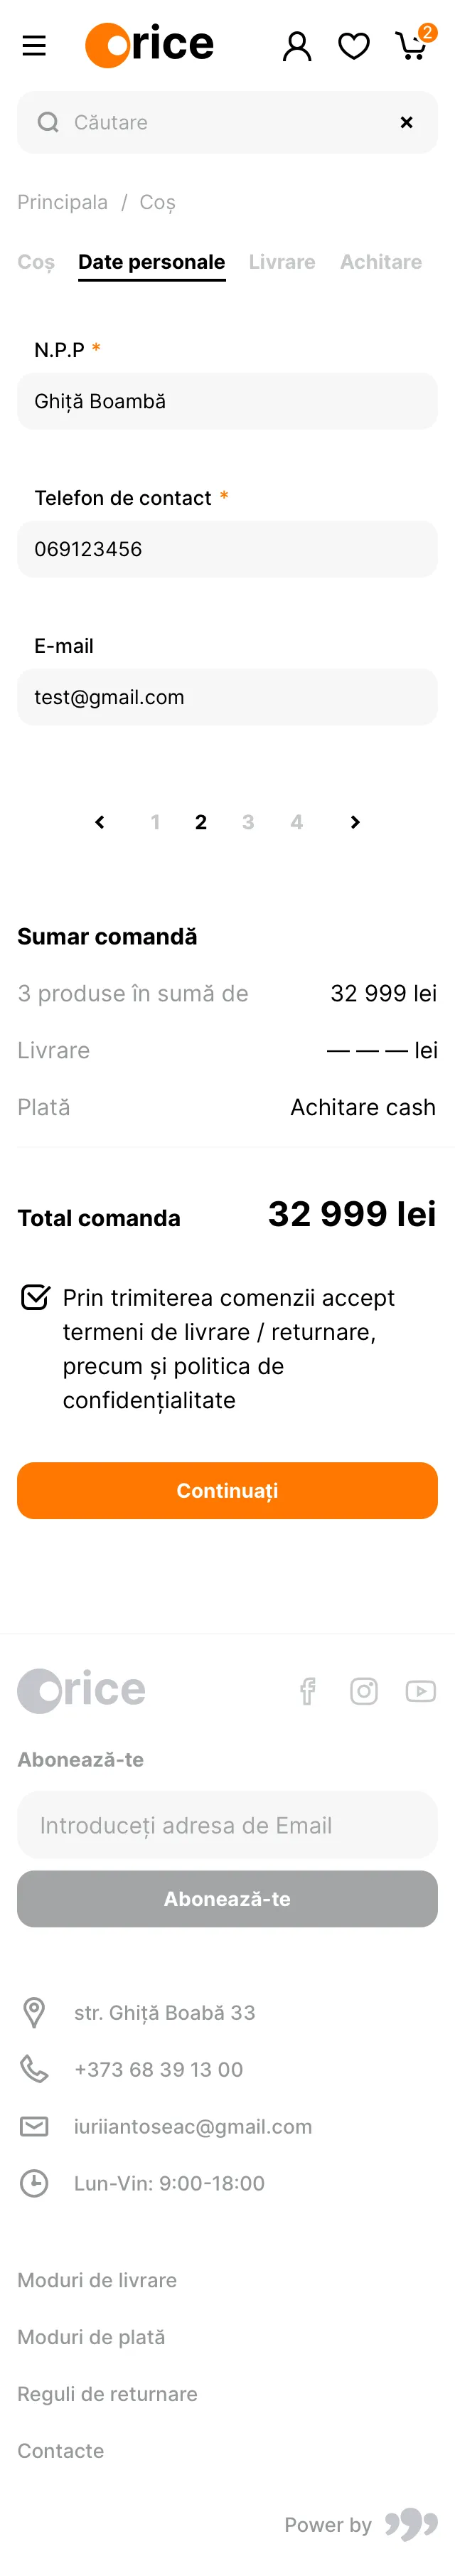 Orice
2
Căutare
Principala / Coș
Coș Date personale Livrare Achitare
N.P.P *
Ghiță Boambă
Telefon de contact *
069123456
E-mail
test@gmail.com
1 2 3 4
Sumar comandă
3 produse în sumă de 32 999 lei
Livrare — — — lei
Plată Achitare cash
Total comanda 32 999 lei
Prin trimiterea comenzii accept
termeni de livrare / returnare,
precum și politica de
confidențialitate
Continuați
Orice
Abonează-te
Introduceți adresa de Email
Abonează-te
str. Ghiță Boabă 33
+373 68 39 13 00
iuriiantoseac@gmail.com
Lun-Vin: 9:00-18:00
Moduri de livrare
Moduri de plată
Reguli de returnare
Contacte
Power by